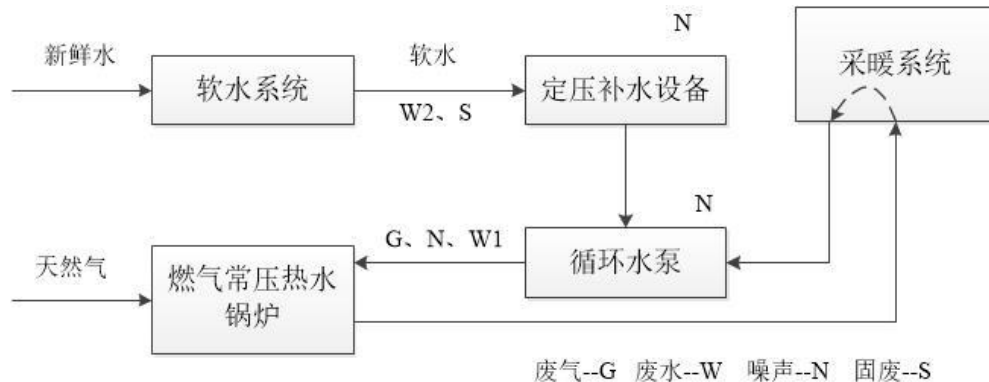 N
新鲜水
软水
软水系统
定压补水设备
采暖系统
W2、S
N
G、N、W1
天然气
循环水泵
燃气常压热水
锅炉
废气--G 废水--W 噪声--N 固废--S